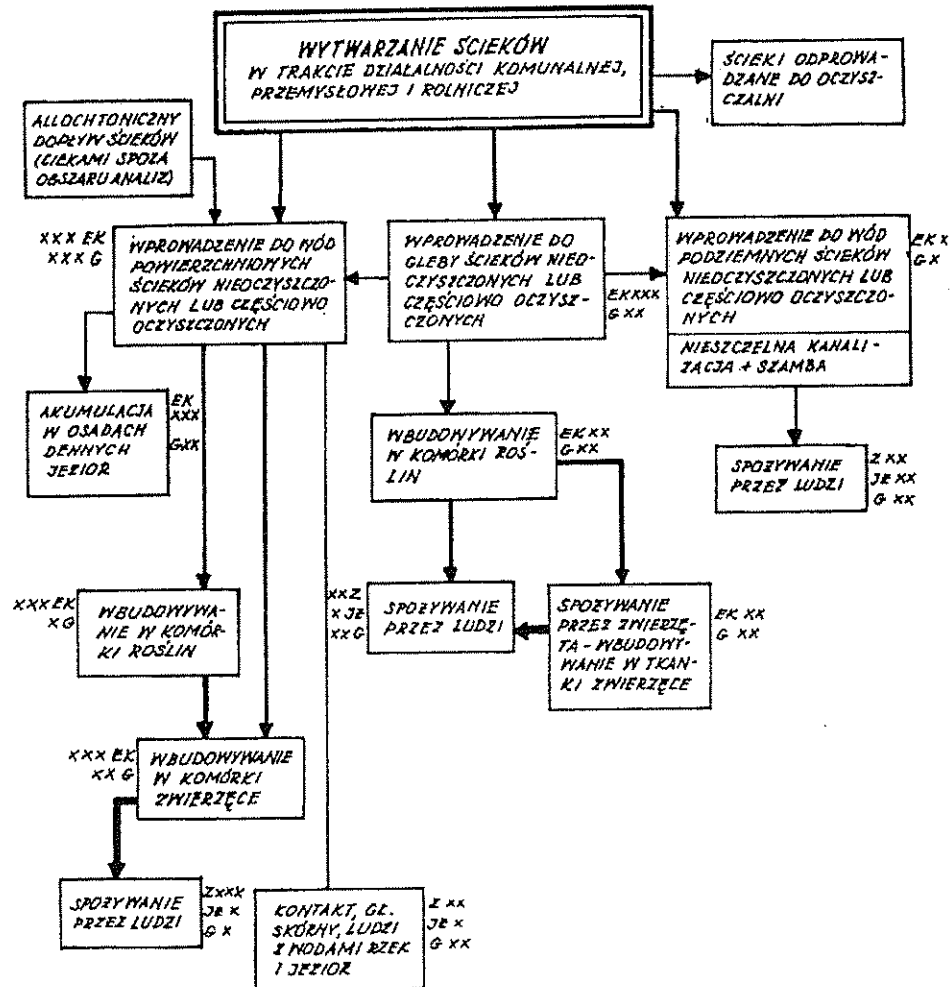 WYTWARZANIE ŚCIEKÓW
W TRAKCIE DZIAŁALNOŚCI KOMUNALNEJ,
PRZEMYSŁOWEJ I ROLNICZEJ
ŚCIEKI ODPROWA-
DZANE DO OCZYSZ-
CZALNI
ALLOCHTONICZNY
DOPŁYW ŚCIEKÓW
(CIEKAMI SPOZA
OBSZARU ANALIZ)
XXX EK
XXX G
WPROWADZENIE DO WÓD
POWIERZCHNIOWYCH
ŚCIEKÓW NIEOCZYSZCZO-
NYCH LUB CZĘŚCIOWO
OCZYSZCZONYCH
WPROWADZENIE DO
GLEBY ŚCIEKÓW NIEO-
CZYSZCZONYCH LUB
CZĘŚCIOWO OCZYSZ-
CZONYCH
EKXXXX
G XX
WPROWADZENIE DO WÓD
PODZIEMNYCH ŚCIEKÓW
NIEOCZYSZCZONYCH LUB
CZĘŚCIOWO OCZYSZCZO-
NYCH
EK X
G X
NIESZCZELNA KANALI-
ZACJA + SZAMBA
AKUMULACJA
W OSADACH
DENNYCH
JEZIOR
EK
XXX
GXX
WBUDOWYWANIE
W KOMÓRKI ROŚ-
LIN
EK XX
G XX
SPOŻYWANIE
PRZEZ LUDZI
Z XX
JE XX
G XX
XXX EK
X G
WBUDOWYWA-
NIE W KOMÓR-
KI ROŚLIN
XX Z
X JE
XX G
SPOŻYWANIE
PRZEZ LUDZI
SPOŻYWANIE
PRZEZ ZWIERZĘ-
TA - WBUDOWY-
WANIE W TKAN-
KI ZWIERZĘCE
EK XX
G XX
XXX EK
XX G
WBUDOWYWANIE
W KOMÓRKI
ZWIERZĘCE
SPOŻYWANIE
PRZEZ LUDZI
Z XXX
JE X
G X
KONTAKT, GŁ.
SKÓRNY, LUDZI
Z WODAMI RZEK
I JEZIOR
Z XX
JE X
G XX